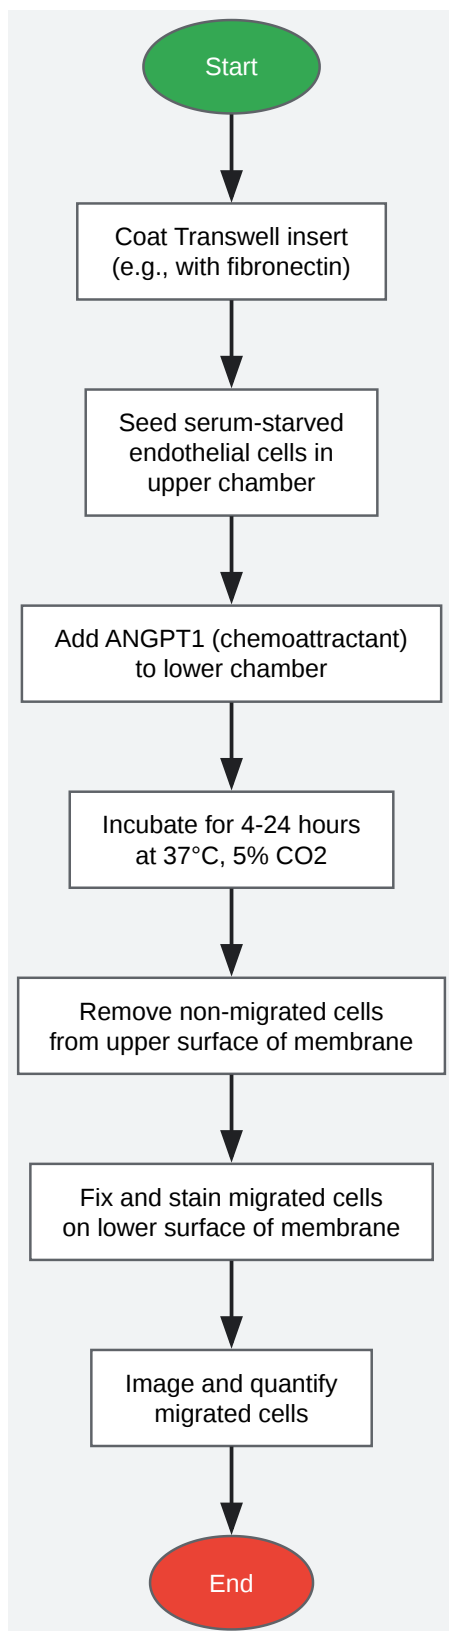 Start
Coat Transwell insert
(e.g., with fibronectin)
Seed serum-starved
endothelial cells in
upper chamber
Add ANGPT1 (chemoattractant)
to lower chamber
Incubate for 4-24 hours
at 37°C, 5% CO2
Remove non-migrated cells
from upper surface of membrane
Fix and stain migrated cells
on lower surface of membrane
Image and quantify
migrated cells
End